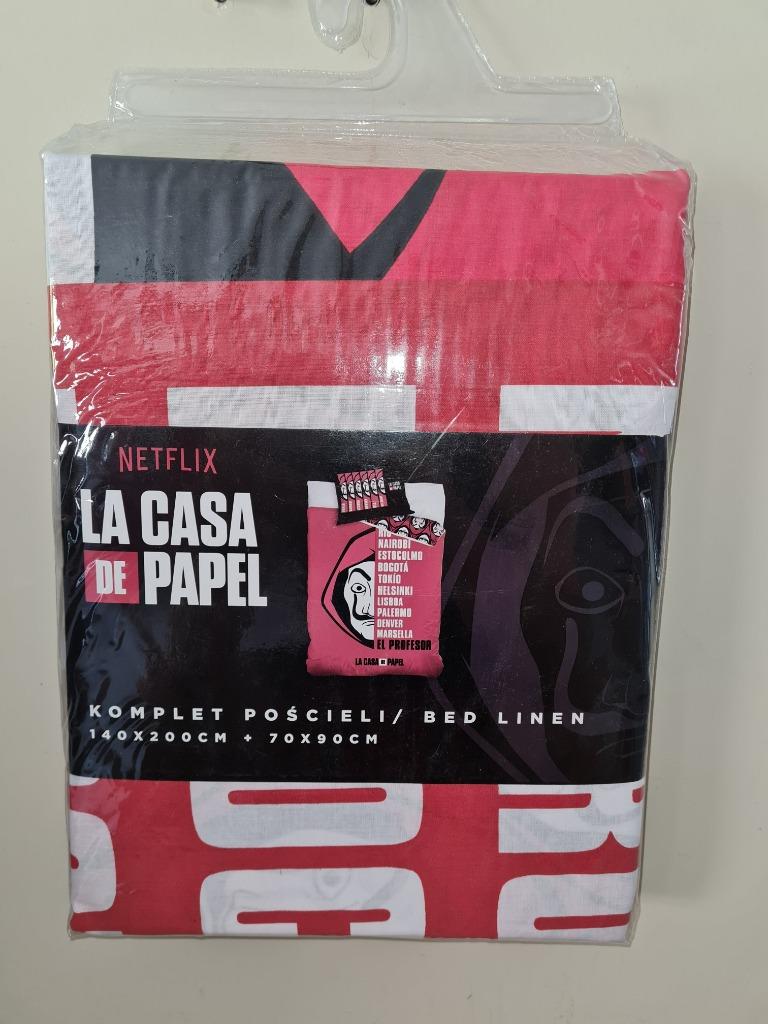 NETFLIX
LA CASA
DE PAPEL
RIO
NAIROBI
ESTOCOLMO
BOGOTÁ
TOKIO
HELSINKI
LISBOA
PALERMO
DENVER
MARSELLA
EL PROFESOR
LA CASA DE PAPEL
KOMPLET POŚCIELI/ BED LINEN
140X200CM + 70X90CM